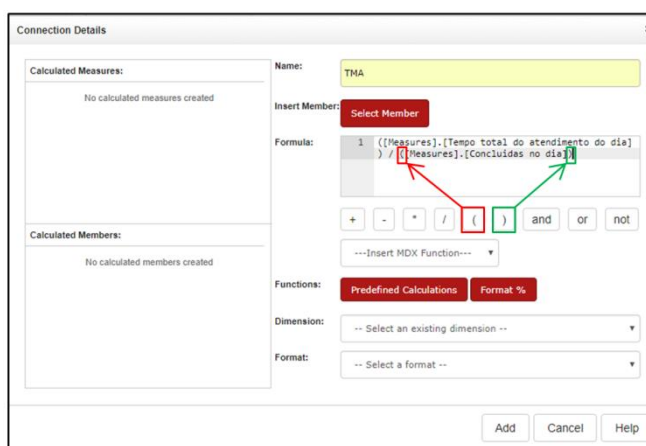 Connection Details
Calculated Measures:
No calculated measures created
Calculated Members:
No calculated members created
Name:
TMA
Insert Member:
Select Member
Formula:
1 ([Measures].[Tempo total do atendimento do dia]
) / ([Measures].[Concluidas no dia])
+ - * / ( ) and or not
---Insert MDX Function---
Functions:
Predefined Calculations Format %
Dimension:
-- Select an existing dimension --
Format:
-- Select a format --
Add Cancel Help